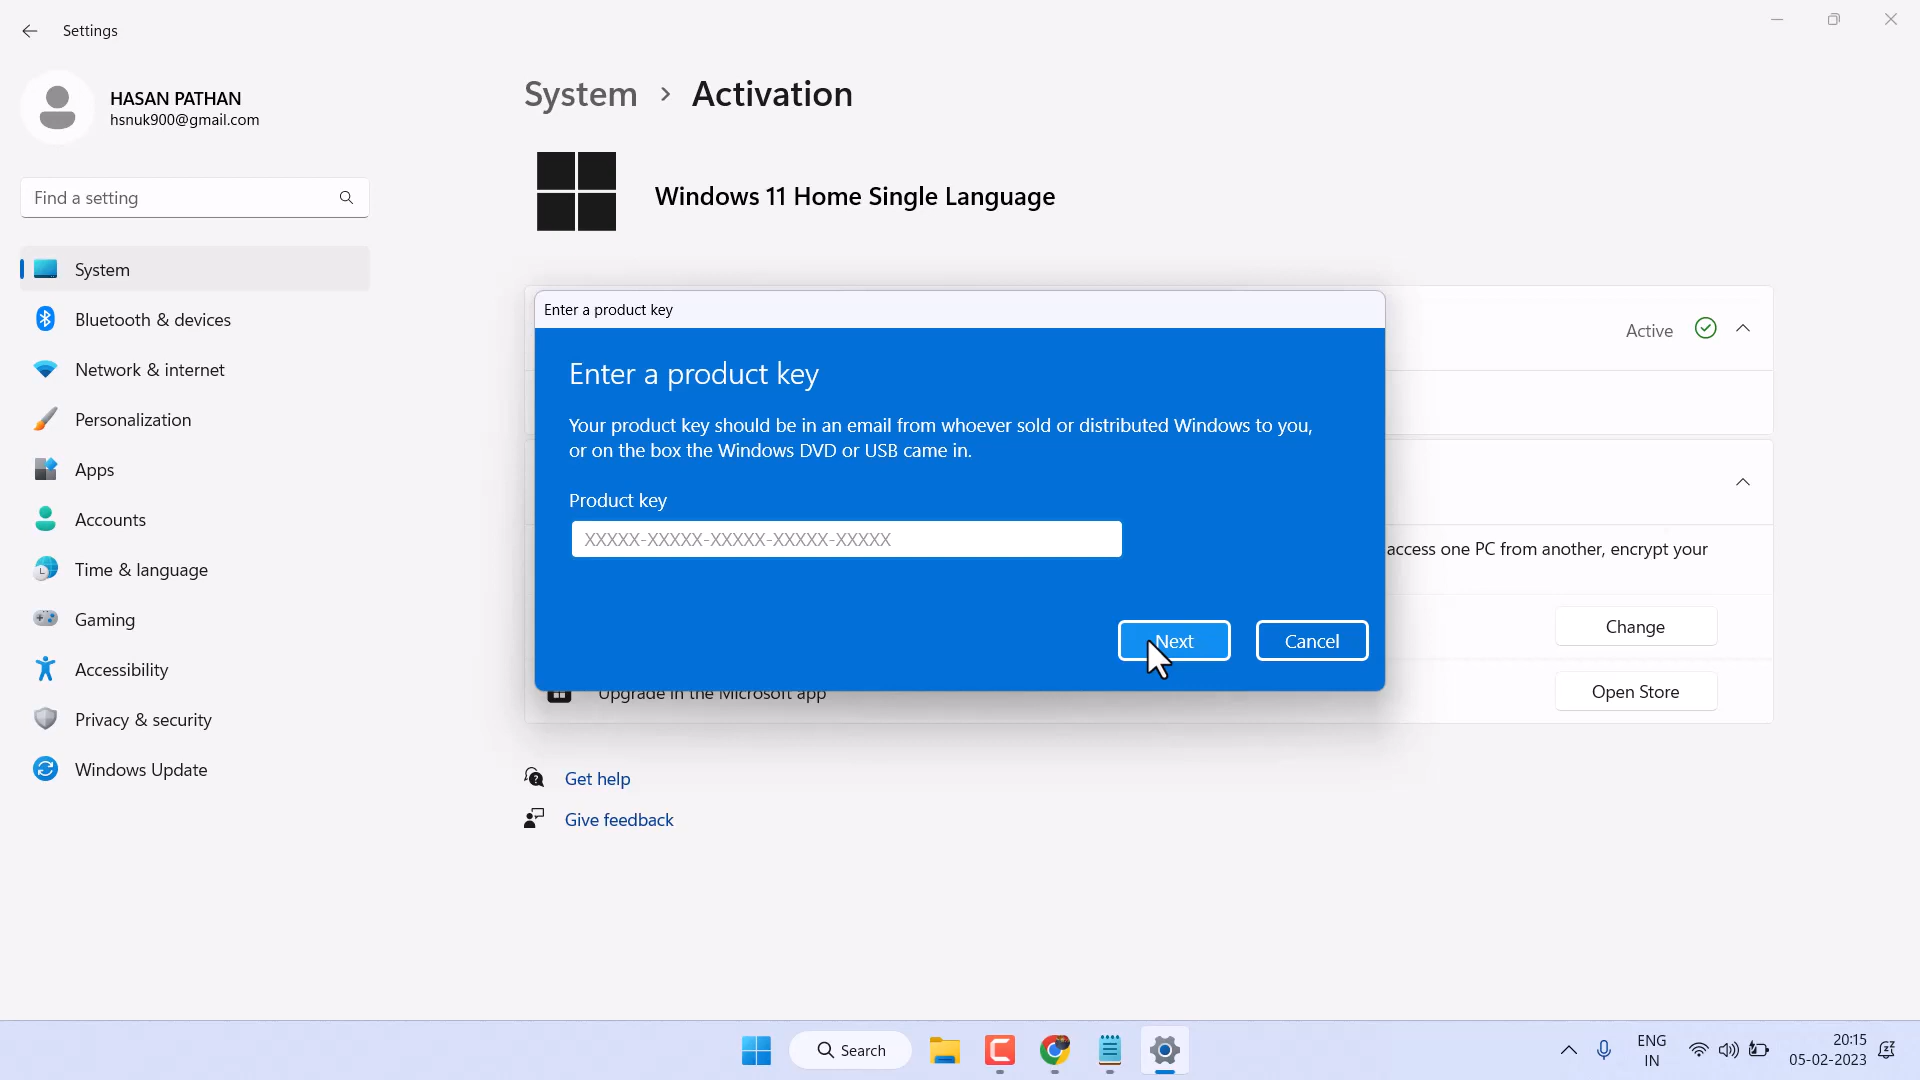 Settings
HASAN PATHAN
hsnuk900@gmail.com
Find a setting
System
Bluetooth & devices
Network & internet
Personalization
Apps
Accounts
Time & language
Gaming
Accessibility
Privacy & security
Windows Update
System > Activation
Windows 11 Home Single Language
Active
Enter a product key
Enter a product key
Your product key should be in an email from whoever sold or distributed Windows to you,
or on the box the Windows DVD or USB came in.
Product key
XXXXX-XXXXX-XXXXX-XXXXX-XXXXX
Next
Cancel
access one PC from another, encrypt your
Change
Upgrade in the Microsoft app
Open Store
Get help
Give feedback
Search
ENG
IN
20:15
05-02-2023